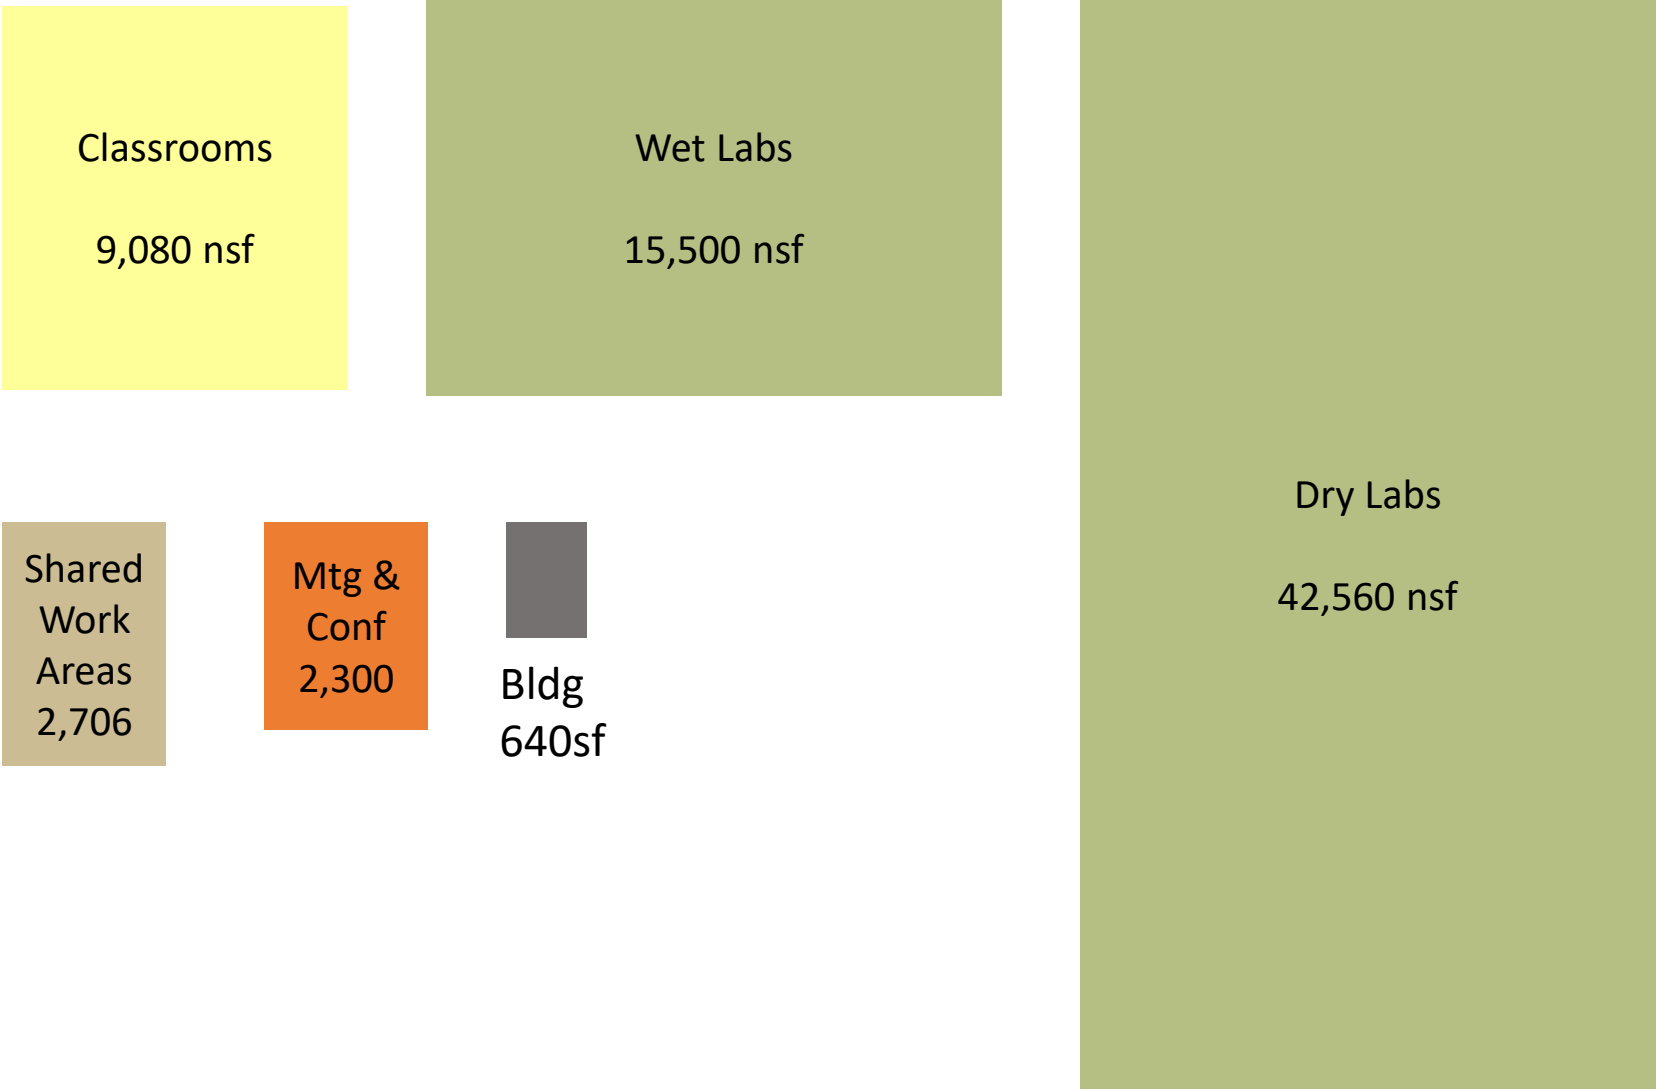 Classrooms
9,080 nsf
Wet Labs
15,500 nsf
Dry Labs
42,560 nsf
Shared
Work
Areas
2,706
Mtg &
Conf
2,300
Bldg
640sf